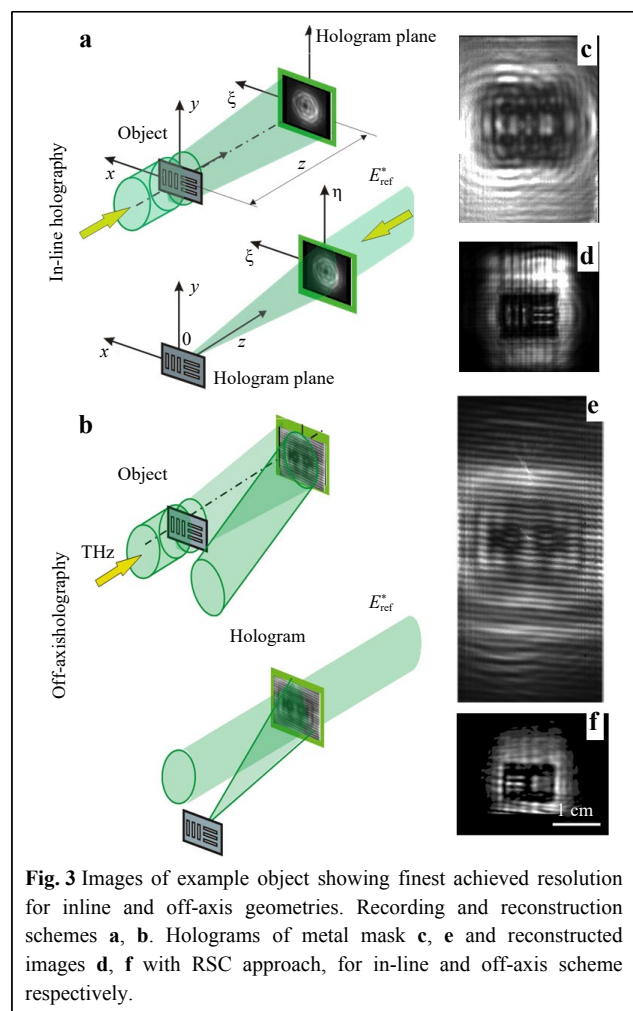 a
Hologram plane
ξ
y
Object
x
z
In-line holography
E*ref
η
ξ
y
0
x
z
Hologram plane
c
d
b
Object
THz
Off-axisholography
Hologram
E*ref
e
f
1 cm
Fig. 3 Images of example object showing finest achieved resolution
for inline and off-axis geometries. Recording and reconstruction
schemes a, b. Holograms of metal mask c, e and reconstructed
images d, f with RSC approach, for in-line and off-axis scheme
respectively.